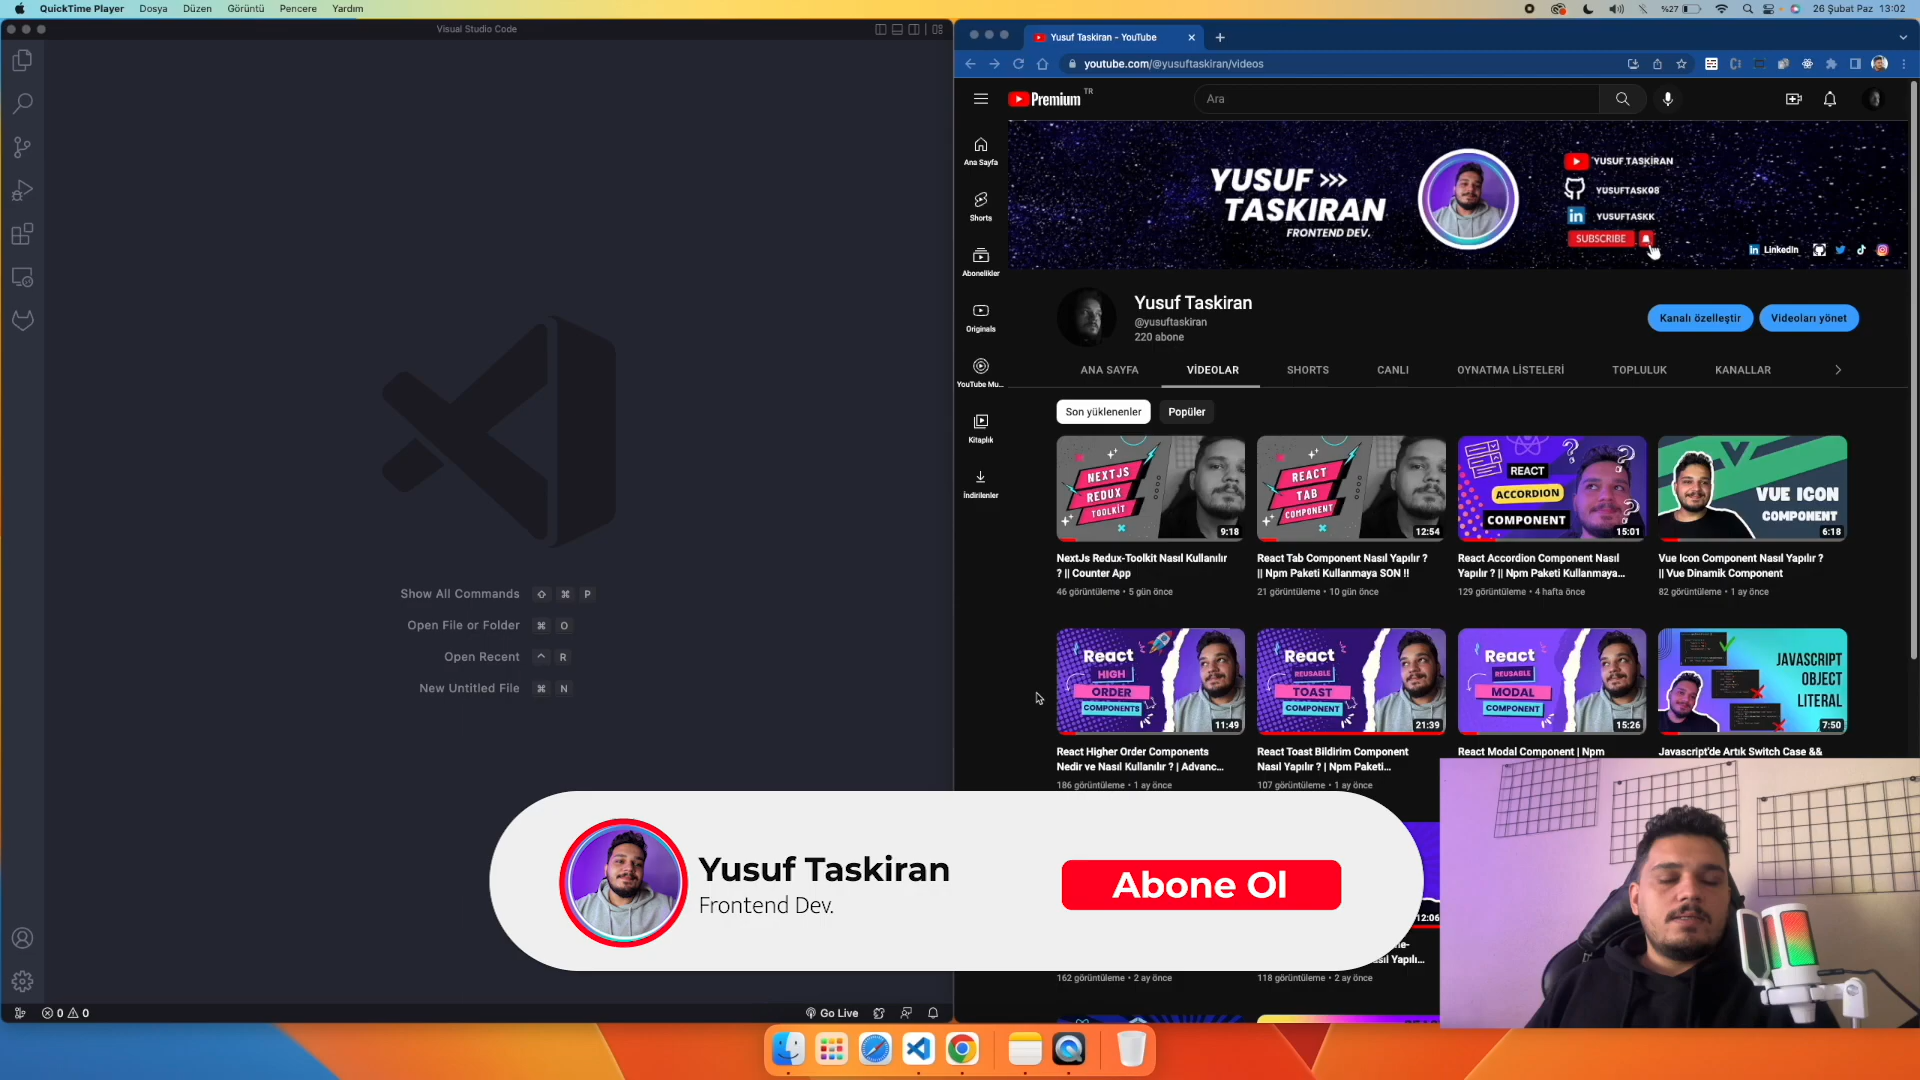 QuickTime Player Dosya Düzen Görüntü Pencere Yardım
%27 26 Şubat Paz 13:02
Visual Studio Code
Show All Commands ⇧ ⌘ P
Open File or Folder ⌘ O
Open Recent ^ R
New Untitled File ⌘ N
0 0
Go Live
Yusuf Taskiran - YouTube
youtube.com/@yusuftaskiran/videos
Premium TR
Ara
Ana Sayfa
Shorts
Abonelikler
Originals
YouTube Mu...
Kitaplık
İndirilenler
YUSUF >>>
TASKIRAN
FRONTEND DEV.
YUSUF TASKIRAN
YUSUFTASK08
YUSUFTASKK
SUBSCRIBE
LinkedIn
Yusuf Taskiran
@yusuftaskiran
220 abone
Kanalı özelleştir
Videoları yönet
ANA SAYFA VİDEOLAR SHORTS CANLI OYNATMA LİSTELERİ TOPLULUK KANALLAR
Son yüklenenler Popüler
NEXTJS
REDUX
TOOLKIT
9:18
NextJs Redux-Toolkit Nasıl Kullanılır
? || Counter App
46 görüntüleme • 5 gün önce
REACT
TAB
COMPONENT
12:54
React Tab Component Nasıl Yapılır ?
|| Npm Paketi Kullanmaya SON !!
21 görüntüleme • 10 gün önce
REACT
ACCORDION
COMPONENT
15:01
React Accordion Component Nasıl
Yapılır ? || Npm Paketi Kullanmaya...
129 görüntüleme • 4 hafta önce
VUE ICON
COMPONENT
6:18
Vue Icon Component Nasıl Yapılır ?
|| Vue Dinamik Component
82 görüntüleme • 1 ay önce
React
HIGH
ORDER
COMPONENTS
11:49
React Higher Order Components
Nedir ve Nasıl Kullanılır ? | Advanc...
186 görüntüleme • 1 ay önce
React
REUSABLE
TOAST
COMPONENT
21:39
React Toast Bildirim Component
Nasıl Yapılır ? | Npm Paketi...
107 görüntüleme • 1 ay önce
React
REUSABLE
MODAL
COMPONENT
15:26
React Modal Component | Npm
JAVASCRIPT
OBJECT
LITERAL
7:50
Javascript'de Artık Switch Case &&
Yusuf Taskiran
Frontend Dev.
Abone Ol
12:06
162 görüntüleme • 2 ay önce
118 görüntüleme • 2 ay önce